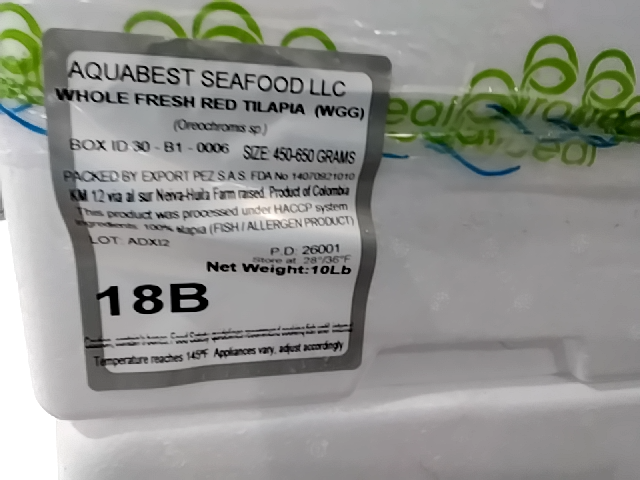 AQUABEST SEAFOOD LLC
WHOLE FRESH RED TILAPIA (WGG)
(Oreochromis sp.)
BOX ID 30 - B1 - 0006 SIZE: 450-650 GRAMS
PACKED BY EXPORT PEZ S.A.S. FDA No 14070921010
KM 12 via al sur Neiva-Huila Farm raised. Product of Colombia
This product was processed under HACCP system
Ingredients: 100% tilapia (FISH / ALLERGEN PRODUCT)
LOT: ADXI2 P.D: 26001
Store at: 28°/36°F
Net Weight:10Lb
18B
Temperature reaches 145°F Appliances vary, adjust accordingly